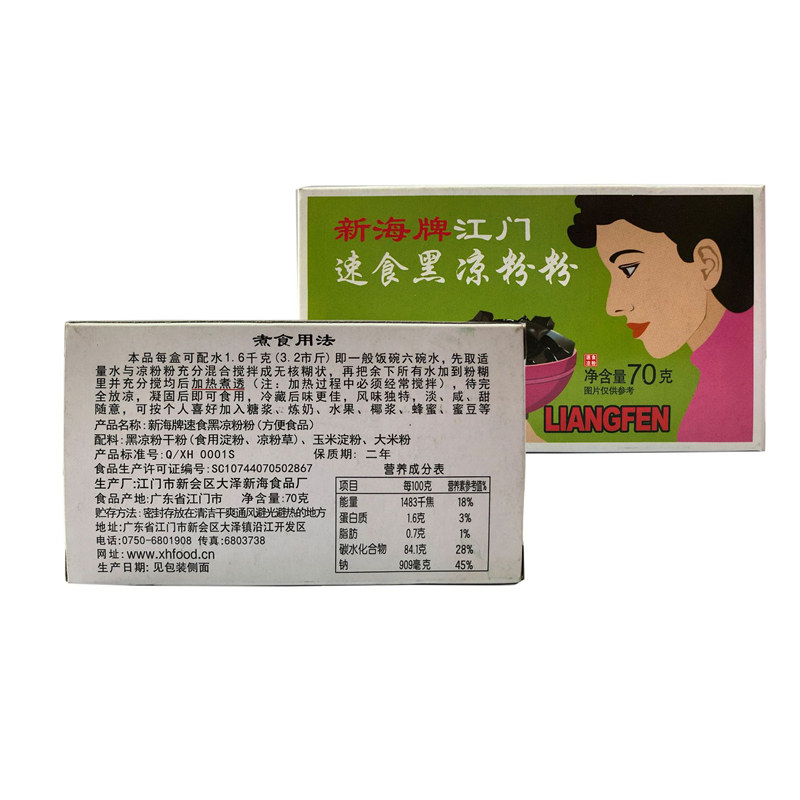 新海牌江门
速食黑凉粉粉
净含量70克
图片仅供参考
LIANGFEN
煮食用法
本品每盒可配水1.6千克(3.2市斤)即一般饭碗六碗水，先取适
量水与凉粉粉充分混合搅拌成无核糊状，再把余下所有水加到粉糊
里并充分搅均后加热煮透(注：加热过程中必须经常搅拌)，待完
全放凉，凝固后即可食用，冷藏后味更佳，风味独特，淡、咸、甜
随意，可按个人喜好加入糖浆、炼奶、水果、椰浆、蜂蜜、蜜豆等
产品名称：新海牌速食黑凉粉粉(方便食品)
配料：黑凉粉干粉(食用淀粉、凉粉草)、玉米淀粉、大米粉
产品标准号：Q/XH 0001S 保质期：二年
食品生产许可证编号：SC10744070502867
生产厂：江门市新会区大泽新海食品厂
食品产地：广东省江门市 净含量：70克
贮存方法：密封存放在清洁干爽通风避光避热的地方
地址：广东省江门市新会区大泽镇沿江开发区
电话：0750-6801908 传真：6803738
网址：www.xhfood.cn
生产日期：见包装侧面
营养成分表
项目 每100克 营养素参考值%
能量 1483千焦 18%
蛋白质 1.6克 3%
脂肪 0.7克 1%
碳水化合物 84.1克 28%
钠 909毫克 45%